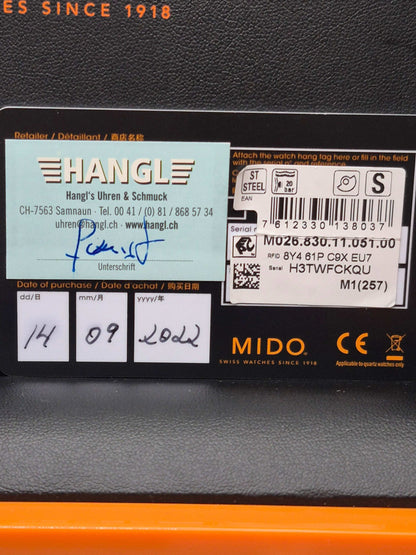 ES SINCE 1918
Retailer / Détaillant / 商店名称
HANGL
Hangl's Uhren & Schmuck
CH-7563 Samnaun · Tel. 00 41 / (0) 81 / 868 57 34
uhren@hangl.ch · www.hangl.ch
Unterschrift
Attach the watch hang tag here or fill in the field
with the serial n° and reference.
ST
STEEL
20
bar
S
EAN
7 612330 138037
Serial n
M026.830.11.051.00
RFID 8Y4 61P C9X EU7
Serial H3TWFCKQU
M1(257)
Date of purchase / Date d'achat / 购买日期
dd/日
mm/月
yyyy/年
14
09
2022
MIDO
SWISS WATCHES SINCE 1918
CE
Applicable to quartz watches only